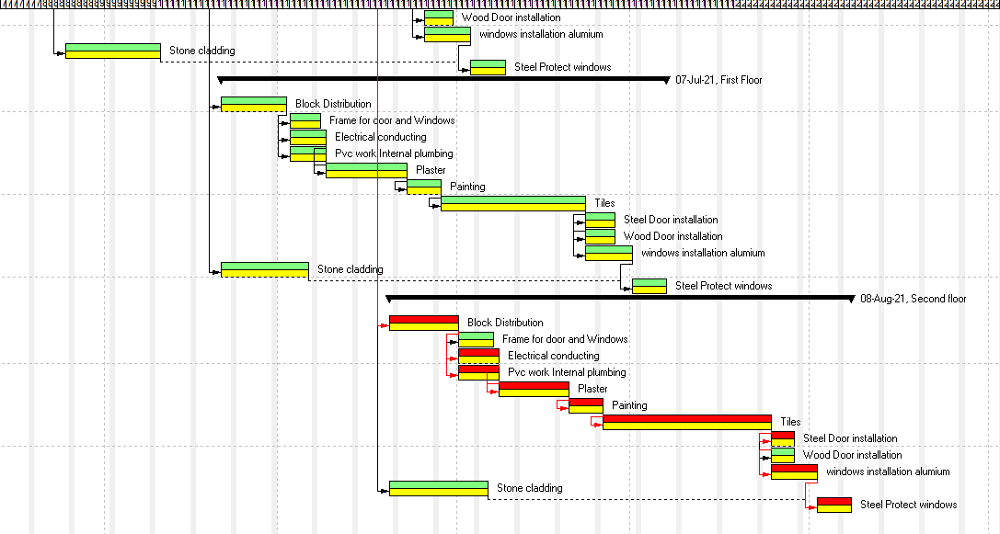 Wood Door installation
windows installation alumium
Stone cladding
Steel Protect windows
07-Jul-21, First Floor
Block Distribution
Frame for door and Windows
Electrical conducting
Pvc work Internal plumbing
Plaster
Painting
Tiles
Steel Door installation
Wood Door installation
windows installation alumium
Stone cladding
Steel Protect windows
08-Aug-21, Second floor
Block Distribution
Frame for door and Windows
Electrical conducting
Pvc work Internal plumbing
Plaster
Painting
Tiles
Steel Door installation
Wood Door installation
windows installation alumium
Stone cladding
Steel Protect windows